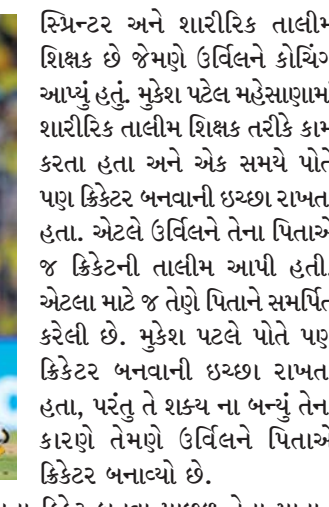 સ્પ્રિન્ટર અને શારીરિક તાલીમ
શિક્ષક છે જેમણે ઉર્વિલને કોચિંગ
આપ્યું હતું. મુકેશ પટેલ મહેસાણામાં
શારીરિક તાલીમ શિક્ષક તરીકે કામ
કરતા હતા અને એક સમયે પોતે
પણ ક્રિકેટર બનવાની ઇચ્છા રાખતા
હતા. એટલે ઉર્વિલને તેના પિતાએ
જ ક્રિકેટની તાલીમ આપી હતી.
એટલા માટે જ તેણે પિતાને સમર્પિત
કરેલી છે. મુકેશ પટલે પોતે પણ
ક્રિકેટર બનવાની ઇચ્છા રાખતા
હતા, પરંતુ તે શક્ય ના બન્યું તેના
કારણે તેમણે ઉર્વિલને પિતાએ
ક્રિકેટર બનાવ્યો છે.